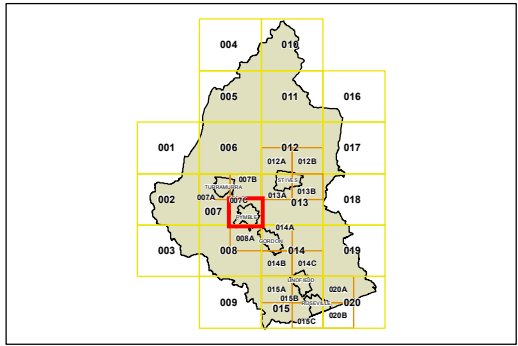 004 010
005 011 016
001 006 012 017
012A 012B
TURRAMURRA 007B ST.IVES
002 007A 007C 013A 013B 018
007 PYMBLE 013
008A GORDON 014A
003 008 014 019
014B 014C
LINDFIELD
015A 020A
009 015B ROSEVILLE 020
015 020B
015C